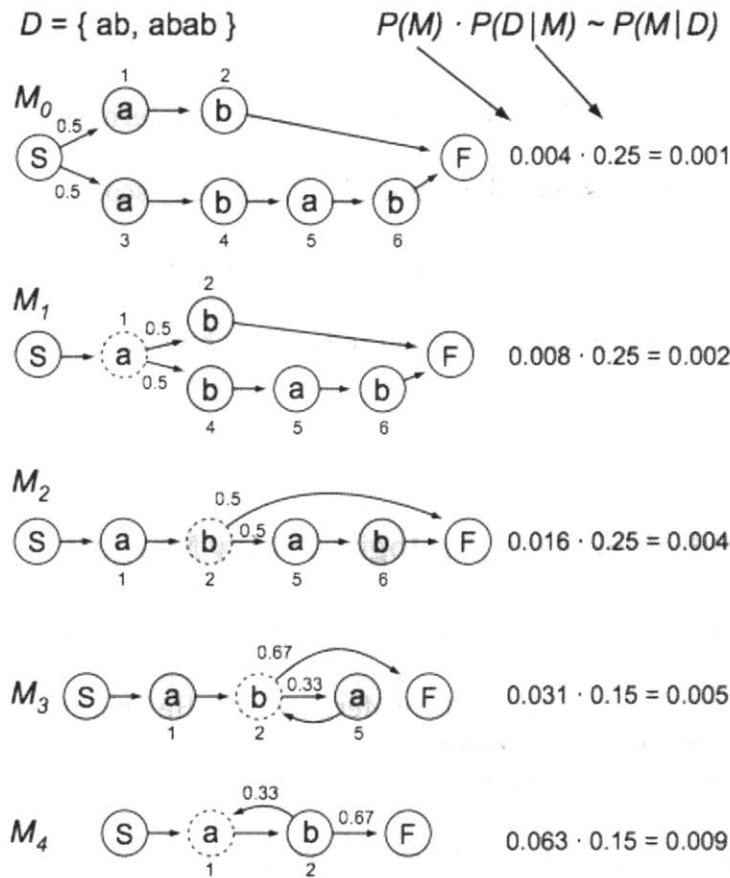 D = { ab, abab }
P(M) · P(D|M) ~ P(M|D)
M₀
1 2
0.5
a b
S
F
0.004 · 0.25 = 0.001
0.5
a b a b
3 4 5 6
M₁
2
b
1
0.5
S a F
0.008 · 0.25 = 0.002
0.5
b a b
4 5 6
M₂
0.5
0.5
S a b a b F
0.016 · 0.25 = 0.004
1 2 5 6
0.67
0.33
M₃ S a b a F
0.031 · 0.15 = 0.005
1 2 5
0.33
0.67
M₄ S a b F
0.063 · 0.15 = 0.009
1 2